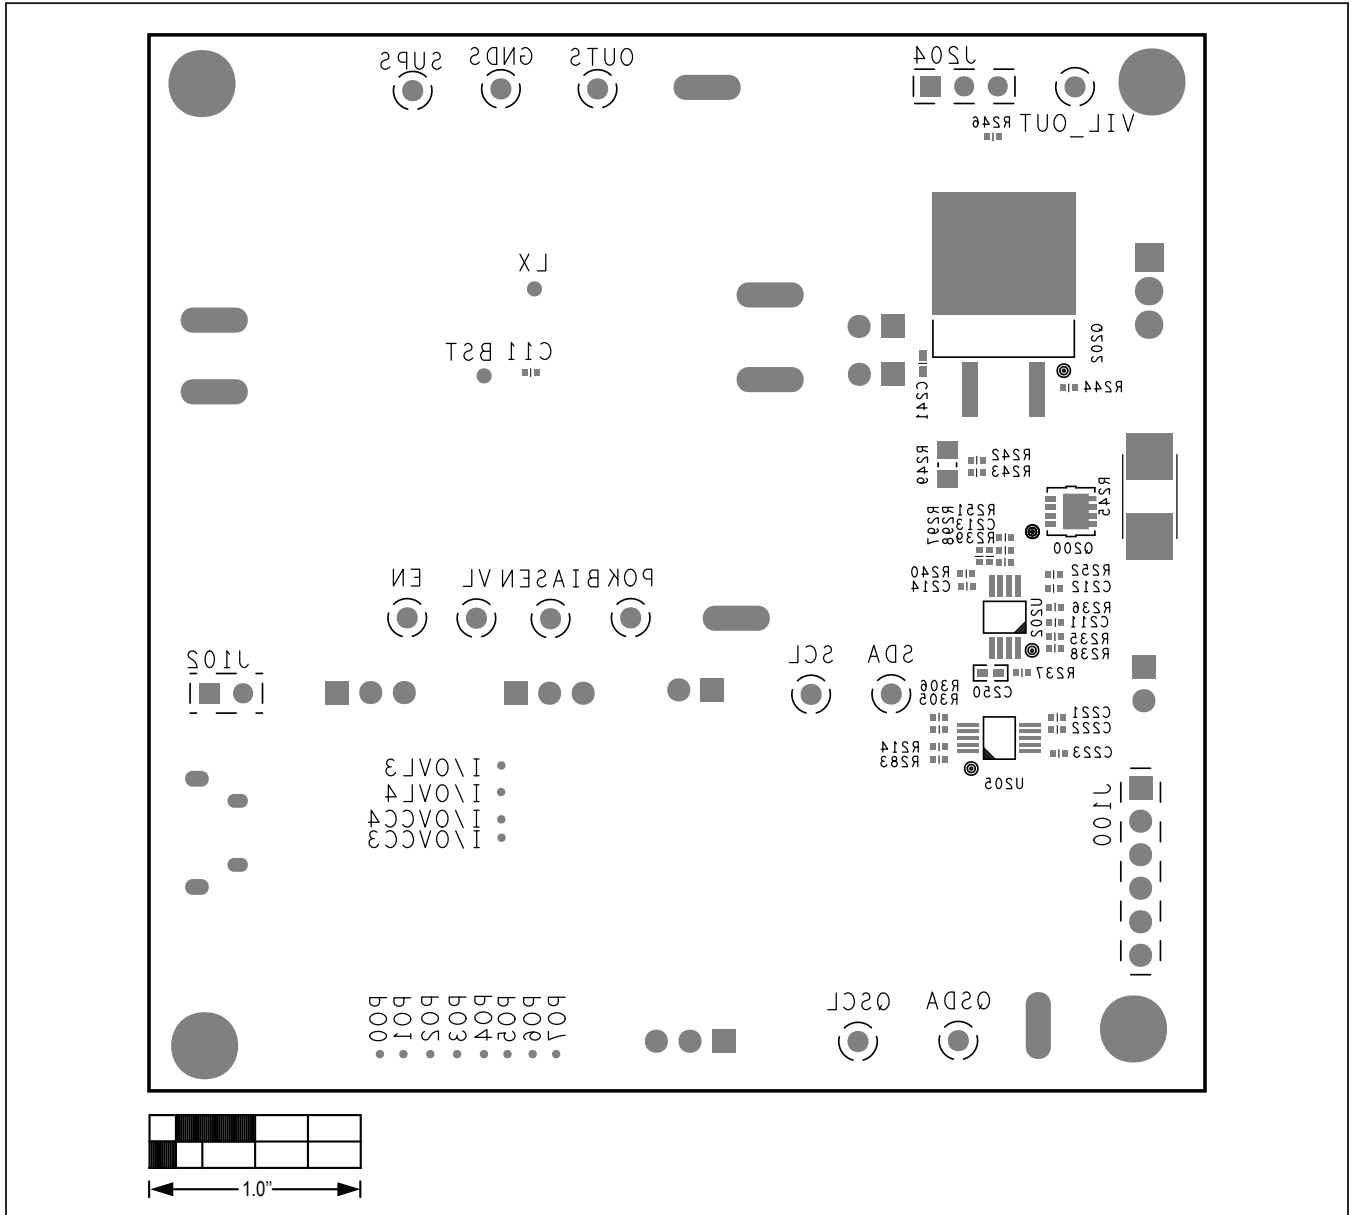 SUPS
GNDS
OUTS
J204
R246
VIL_OUT
LX
BST
C11
Q202
R244
C241
R249
R242
R243
R245
R297
R298
R251
C213
R239
Q200
R240
C214
R252
C212
U202
R236
C211
R235
R238
R237
C250
EN
VL
BIASEN
POK
J102
SCL
SDA
R306
R305
C221
C222
R214
R283
C223
U205
I/OVL3
I/OVL4
I/OVCC4
I/OVCC3
J100
P00
P01
P02
P03
P04
P05
P06
P07
QSCL
QSDA
1.0”